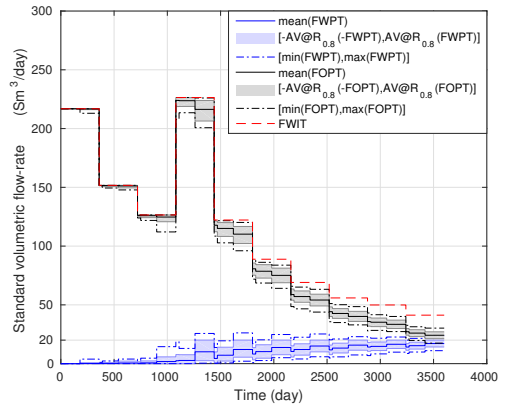 mean(FWPT)
[-AV@R0.8(-FWPT),AV@R0.8(FWPT)]
[min(FWPT),max(FWPT)]
mean(FOPT)
[-AV@R0.8(-FOPT),AV@R0.8(FOPT)]
[min(FOPT),max(FOPT)]
FWIT
Standard volumetric flow-rate (Sm3/day)
300
250
200
150
100
50
20
0
0 500 1000 1500 2000 2500 3000 3500 4000
Time (day)